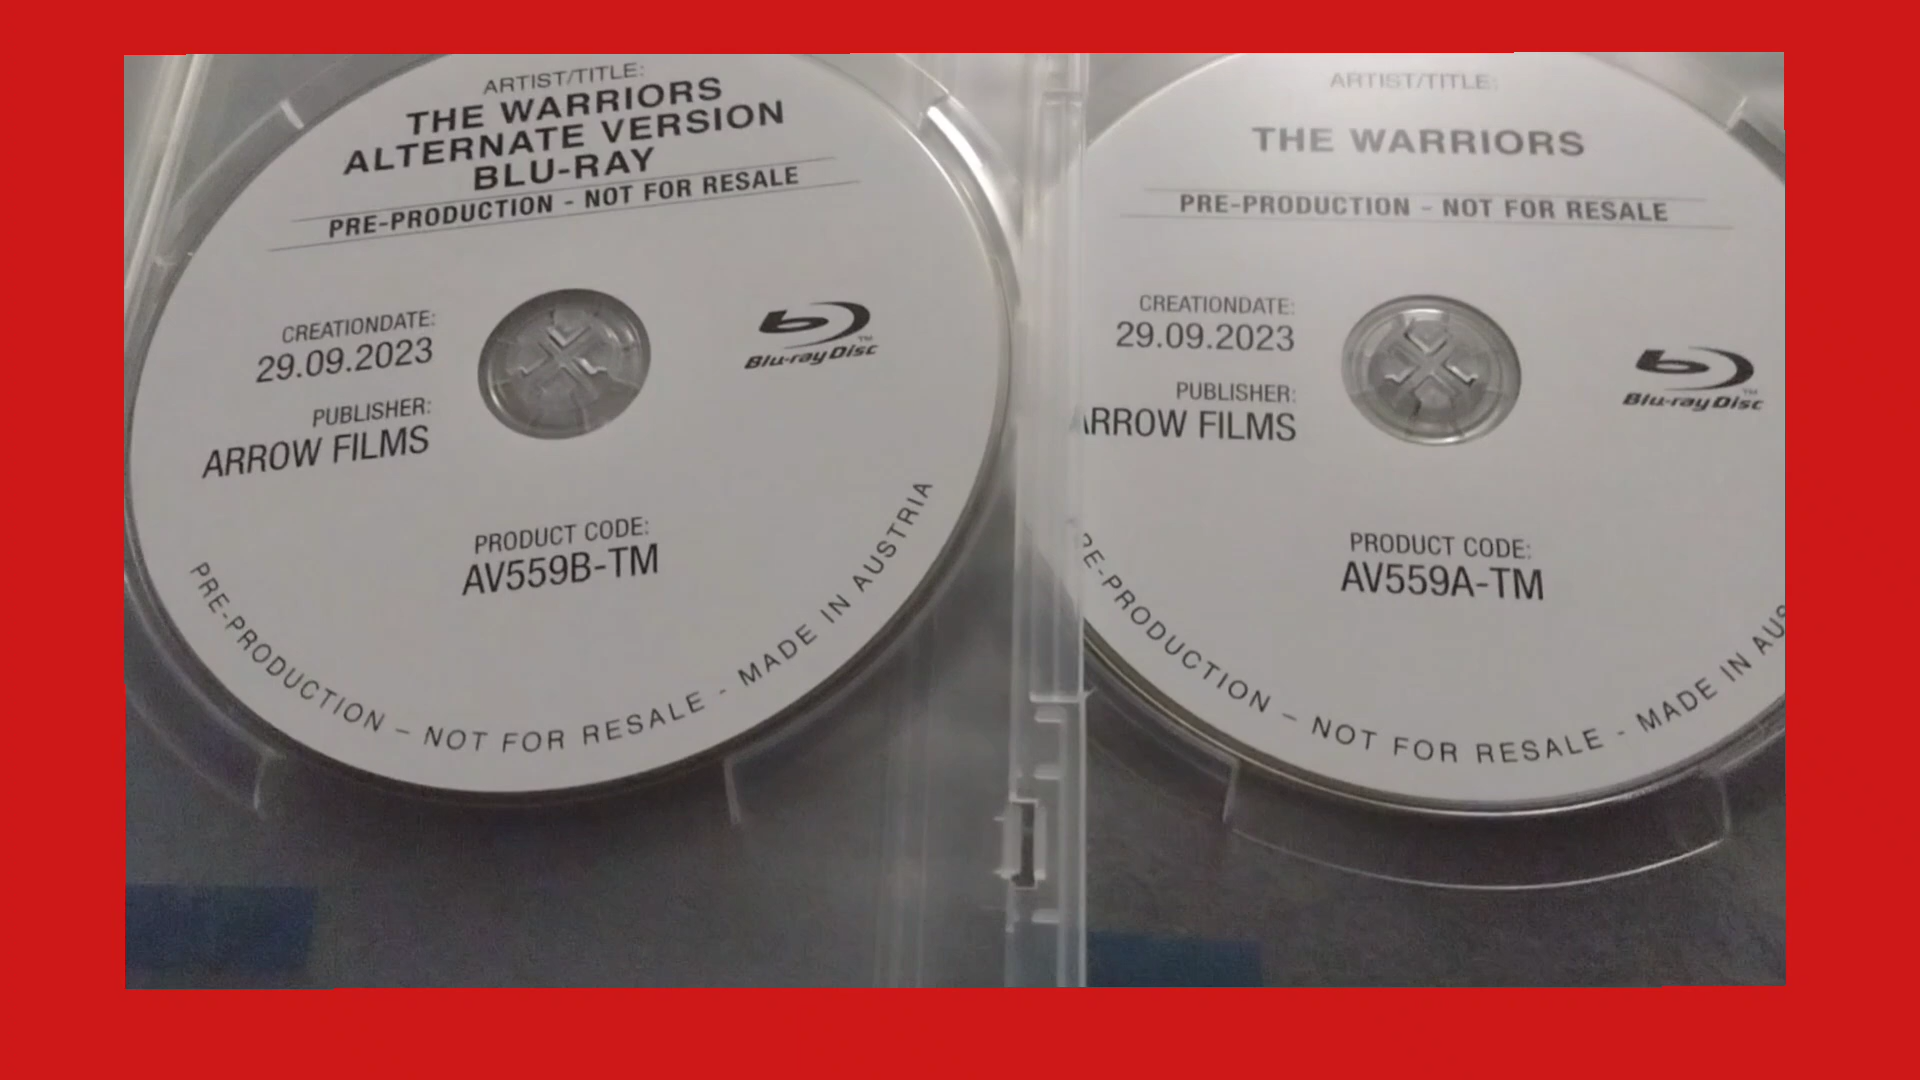 ARTIST/TITLE:
THE WARRIORS
ALTERNATE VERSION
BLU-RAY
PRE-PRODUCTION - NOT FOR RESALE
CREATIONDATE:
29.09.2023
PUBLISHER:
ARROW FILMS
Blu-ray Disc
TM
PRODUCT CODE:
AV559B-TM
PRE-PRODUCTION - NOT FOR RESALE - MADE IN AUSTRIA
ARTIST/TITLE:
THE WARRIORS
PRE-PRODUCTION - NOT FOR RESALE
CREATIONDATE:
29.09.2023
PUBLISHER:
ARROW FILMS
Blu-ray Disc
TM
PRODUCT CODE:
AV559A-TM
RE-PRODUCTION - NOT FOR RESALE - MADE IN AUS